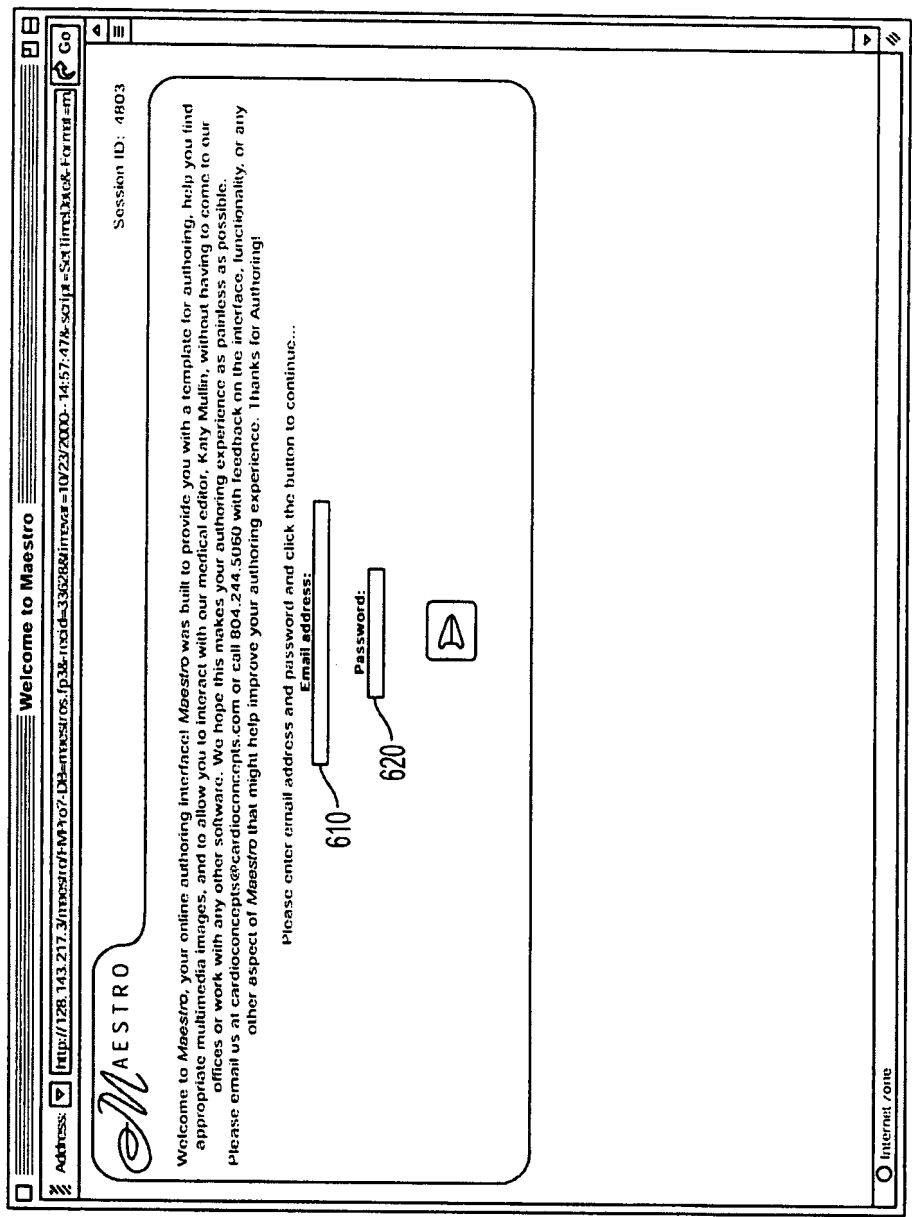 Welcome to Maestro
Address: http://128.143.217.3/maestro/FMPro?-DB=maestros.fp3&-recid=33628&timevar=10/23/2000--14:57:47&-script=SetTimeDate&-Format=m Go
MAESTRO
Session ID: 4803
Welcome to Maestro, your online authoring interface! Maestro was built to provide you with a template for authoring, help you find
appropriate multimedia images, and to allow you to interact with our medical editor, Katy Mullin, without having to come to our
offices or work with any other software. We hope this makes your authoring experience as painless as possible.
Please email us at cardioconcepts@cardioconcepts.com or call 804.244.5060 with feedback on the interface, functionality, or any
other aspect of Maestro that might help improve your authoring experience. Thanks for Authoring!
Please enter email address and password and click the button to continue...
Email address:
610
Password:
620
Internet zone